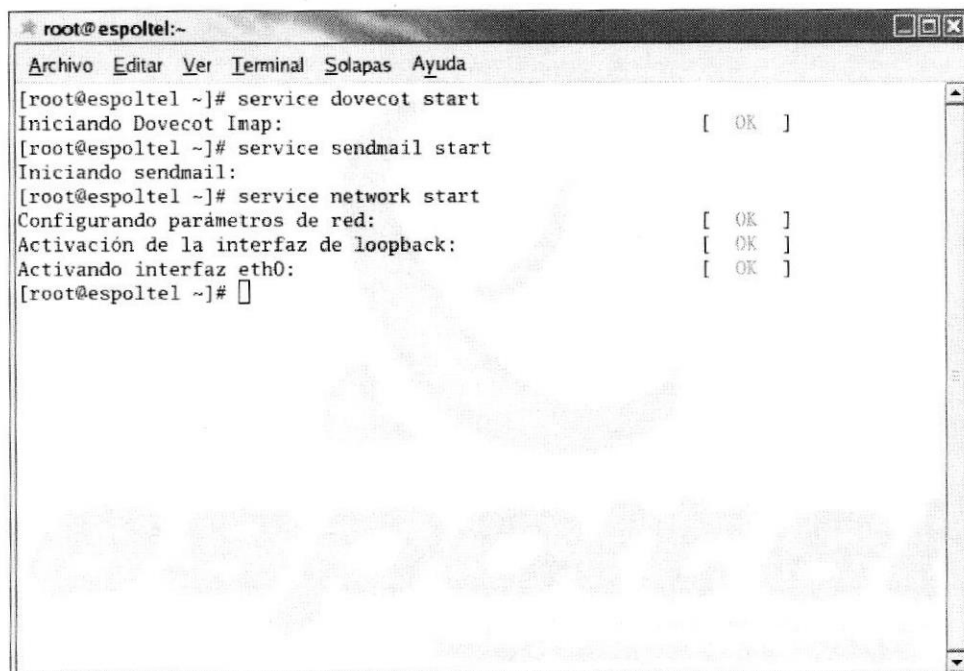 root@espoltel:~
Archivo Editar Ver Terminal Solapas Ayuda
[root@espoltel ~]# service dovecot start
Iniciando Dovecot Imap: [ OK ]
[root@espoltel ~]# service sendmail start
Iniciando sendmail:
[root@espoltel ~]# service network start
Configurando parámetros de red: [ OK ]
Activación de la interfaz de loopback: [ OK ]
Activando interfaz eth0: [ OK ]
[root@espoltel ~]#
espoltel